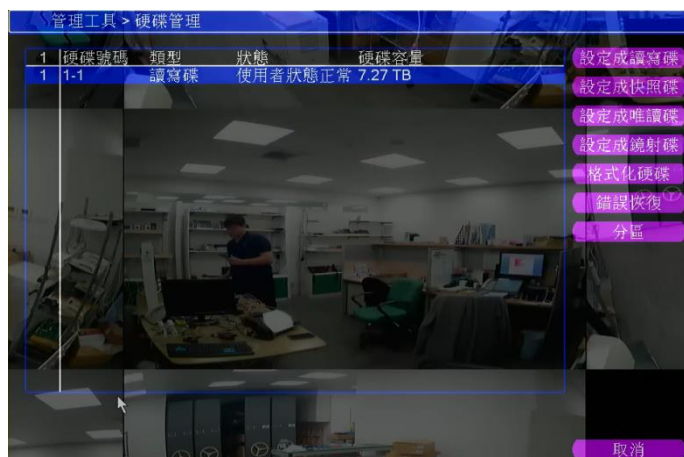 管理工具 > 硬碟管理
1 硬碟號碼 類型 狀態 硬碟容量
1 1-1 讀寫碟 使用者狀態正常 7.27 TB
設定成讀寫碟
設定成快照碟
設定成唯讀碟
設定成鏡射碟
格式化硬碟
錯誤恢復
分區
取消